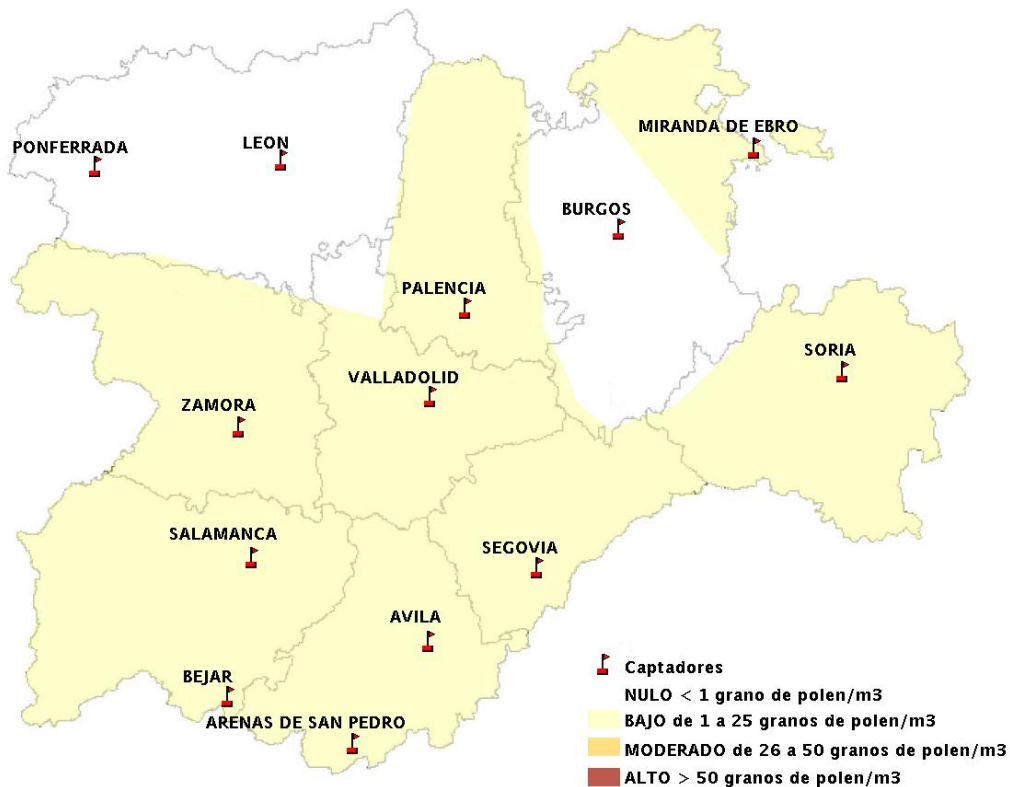 MIRANDA DE EBRO
PONFERRADA
LEON
BURGOS
PALENCIA
SORIA
VALLADOLID
ZAMORA
SALAMANCA
SEGOVIA
AVILA
BEJAR
ARENAS DE SAN PEDRO
Captadores
NULO < 1 grano de polen/m3
BAJO de 1 a 25 granos de polen/m3
MODERADO de 26 a 50 granos de polen/m3
ALTO > 50 granos de polen/m3